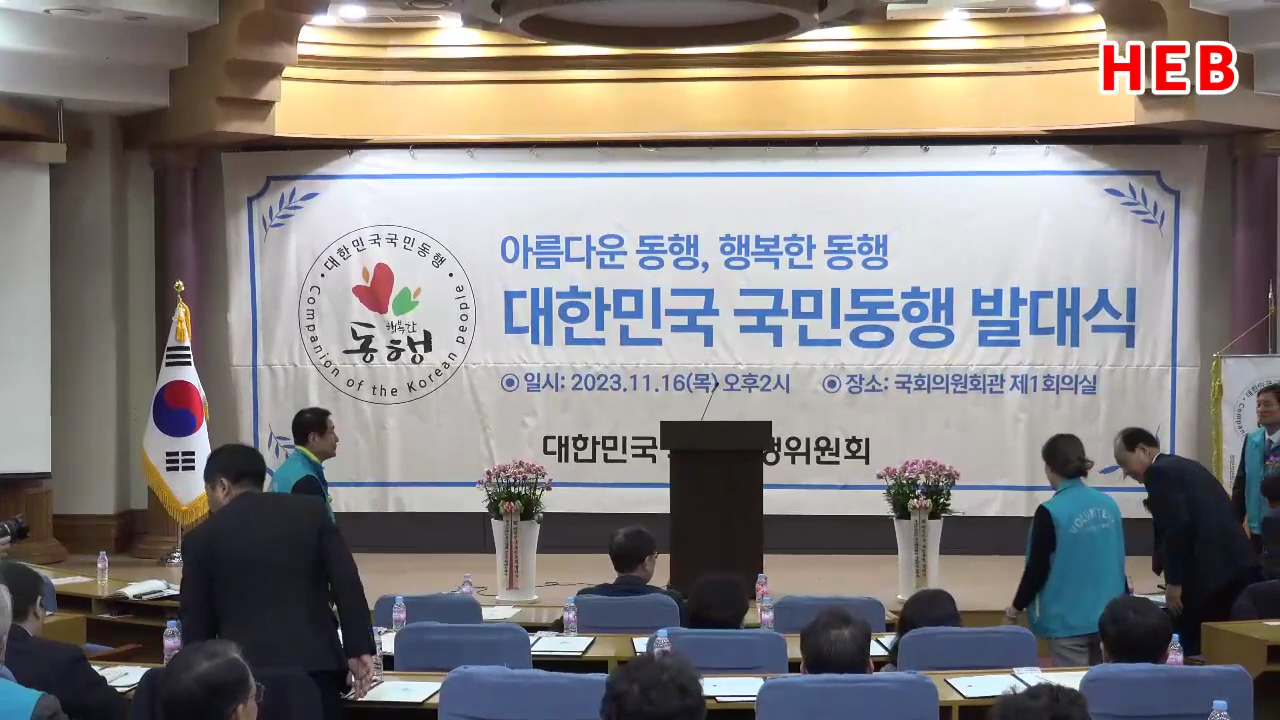 HEB
아름다운 동행, 행복한 동행
대한민국 국민동행 발대식
◉ 일시: 2023.11.16(목) 오후2시 ◉ 장소: 국회의원회관 제1회의실
대한민국 행위원회
• 대한민국국민동행 •
행복한
동행
Companion of the Korean people
VOLUNTEER